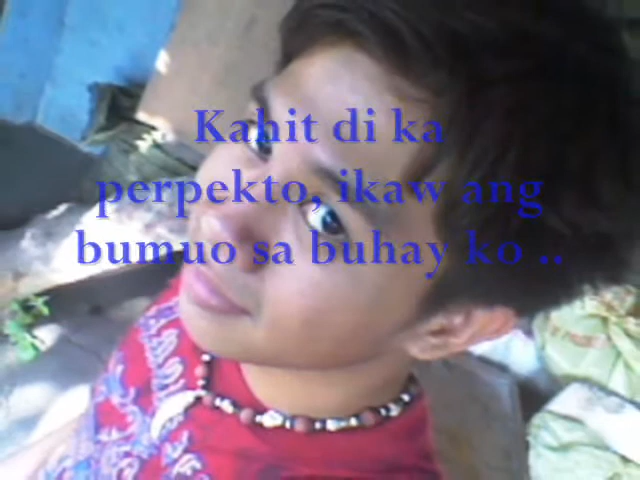 Kahit di ka
perpekto, ikaw ang
bumuo sa buhay ko ..